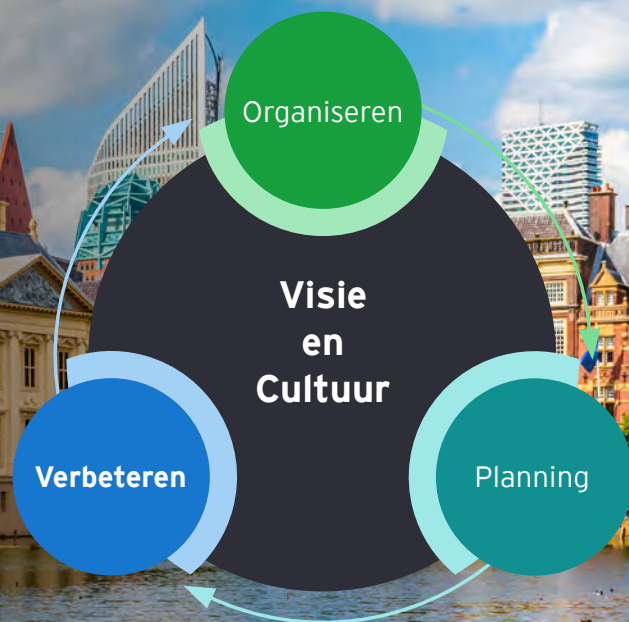 Organiseren
Visie
en
Cultuur
Verbeteren
Planning